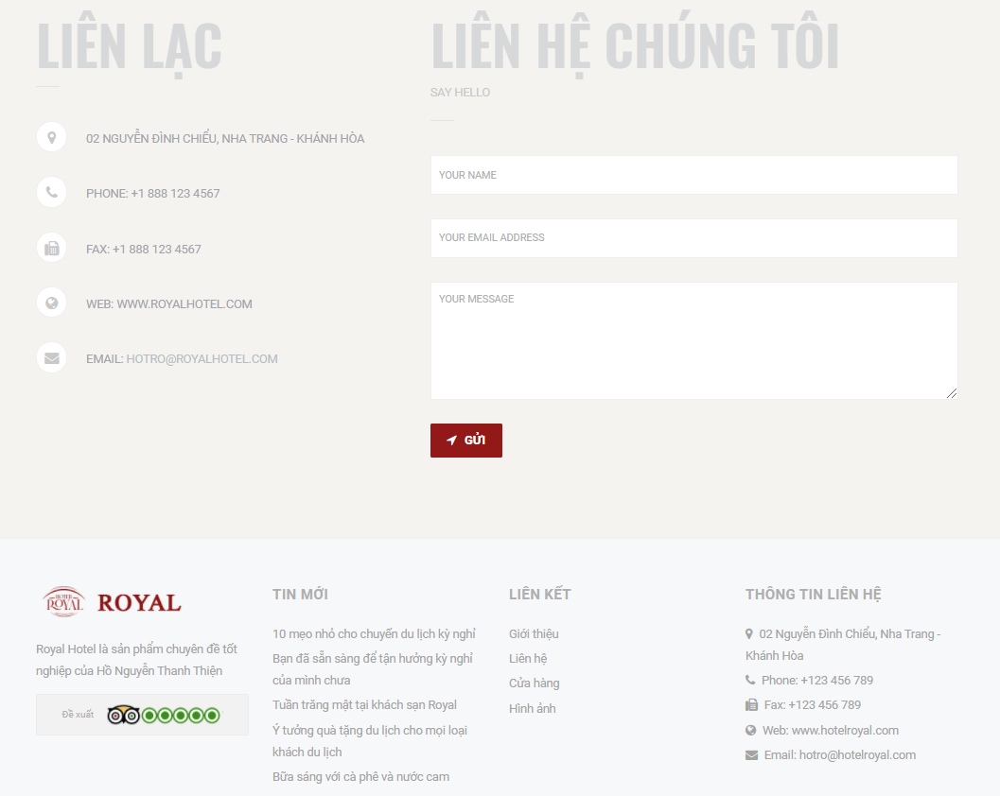 LIÊN LẠC
02 NGUYỄN ĐÌNH CHIỂU, NHA TRANG - KHÁNH HÒA
PHONE: +1 888 123 4567
FAX: +1 888 123 4567
WEB: WWW.ROYALHOTEL.COM
EMAIL: HOTRO@ROYALHOTEL.COM
LIÊN HỆ CHÚNG TÔI
SAY HELLO
YOUR NAME
YOUR EMAIL ADDRESS
YOUR MESSAGE
GỬI
HOTEL
ROYAL
ROYAL
Royal Hotel là sản phẩm chuyên đề tốt
nghiệp của Hồ Nguyễn Thanh Thiện
Đề xuất
TIN MỚI
10 mẹo nhỏ cho chuyến du lịch kỳ nghỉ
Bạn đã sẵn sàng để tận hưởng kỳ nghỉ
của mình chưa
Tuần trăng mật tại khách sạn Royal
Ý tưởng quà tặng du lịch cho mọi loại
khách du lịch
Bữa sáng với cà phê và nước cam
LIÊN KẾT
Giới thiệu
Liên hệ
Cửa hàng
Hình ảnh
THÔNG TIN LIÊN HỆ
02 Nguyễn Đình Chiểu, Nha Trang -
Khánh Hòa
Phone: +123 456 789
Fax: +123 456 789
Web: www.hotelroyal.com
Email: hotro@hotelroyal.com